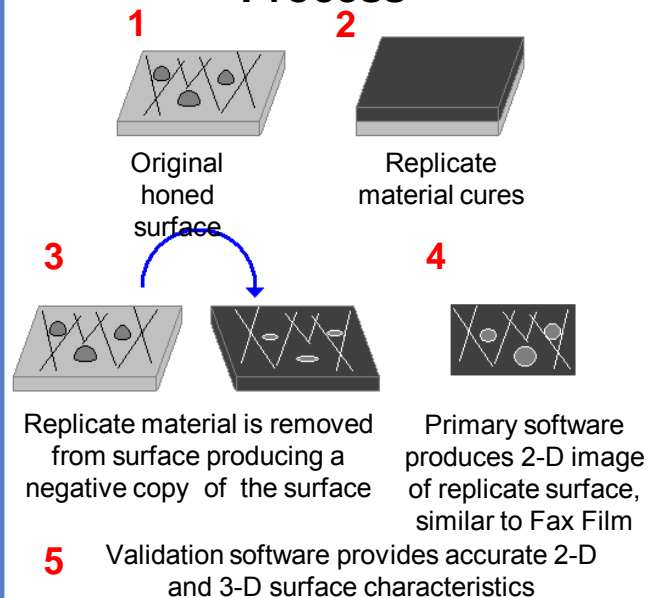 Process
1
2
Original
honed
surface
Replicate
material cures
3
4
Replicate material is removed
from surface producing a
negative copy of the surface
Primary software
produces 2-D image
of replicate surface,
similar to Fax Film
5 Validation software provides accurate 2-D
and 3-D surface characteristics